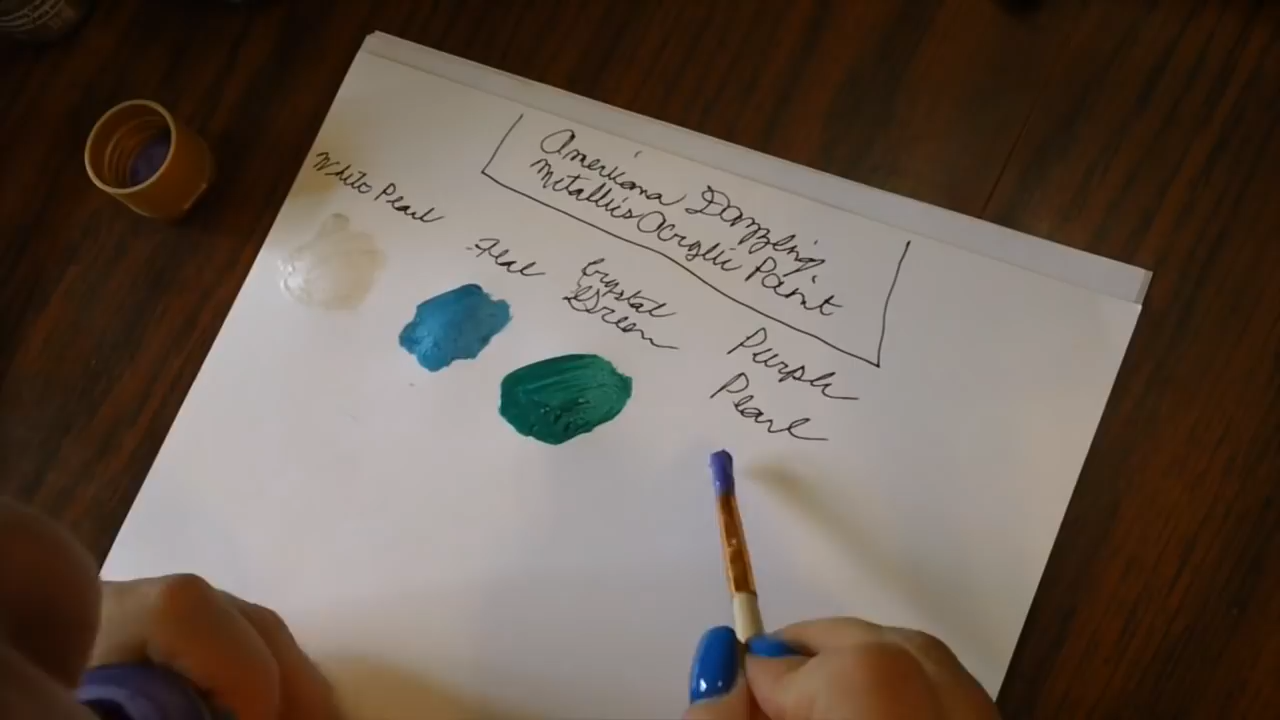 Americana Dazzling
Metallic Acrylic Paint
White Pearl
Teal
Crystal
Green
Purple
Pearl